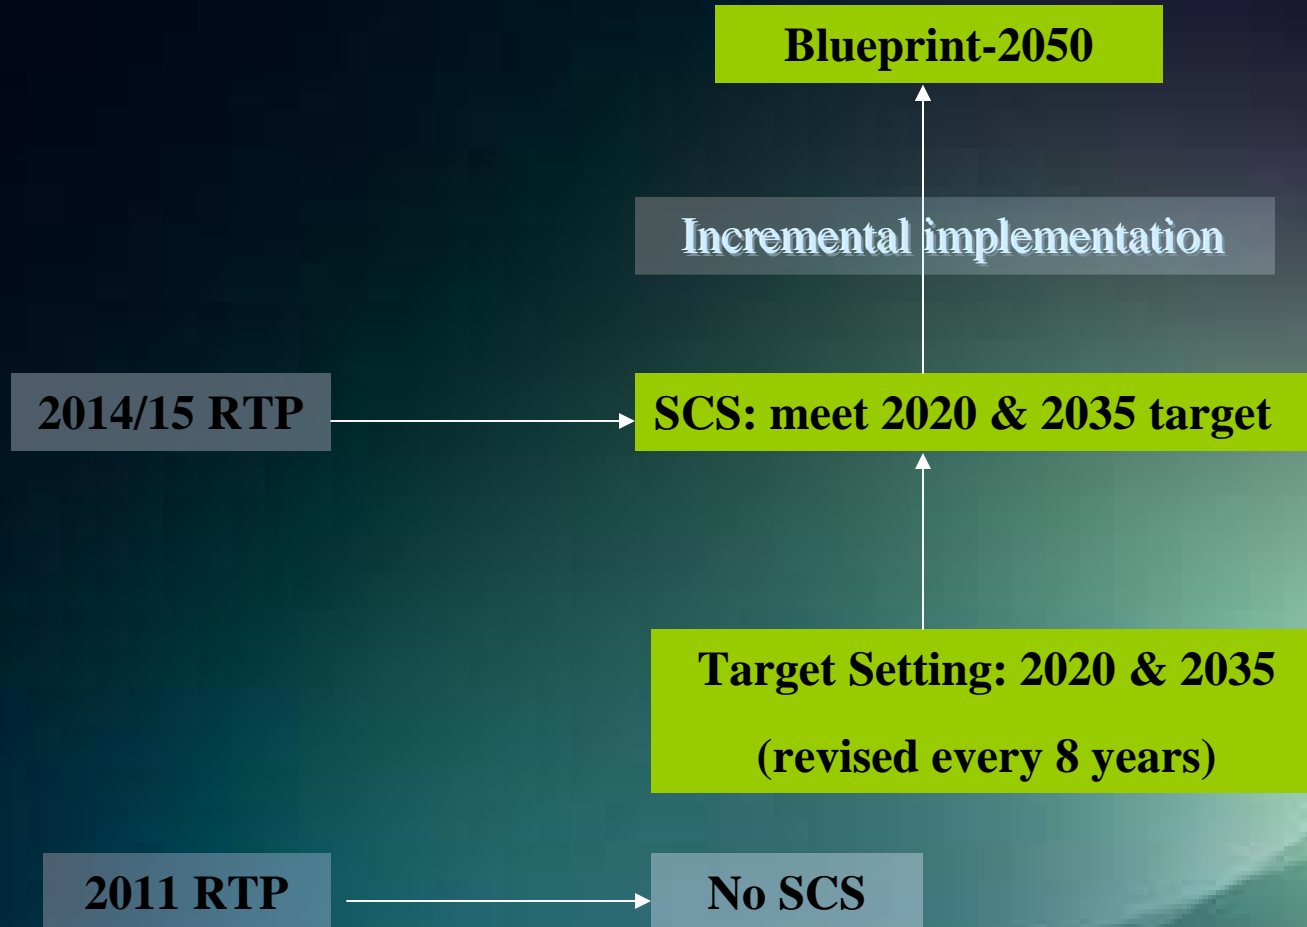 Blueprint-2050
Incremental implementation
2014/15 RTP
SCS: meet 2020 & 2035 target
Target Setting: 2020 & 2035
(revised every 8 years)
2011 RTP
No SCS